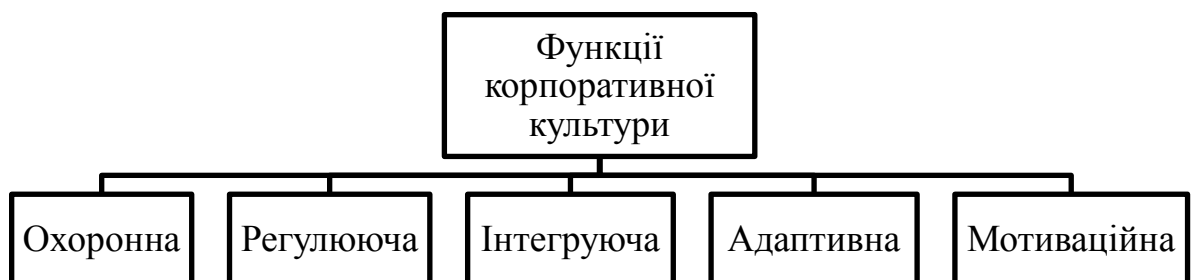 Функції
корпоративної
культури
Охоронна
Регулююча
Інтегруюча
Адаптивна
Мотиваційна